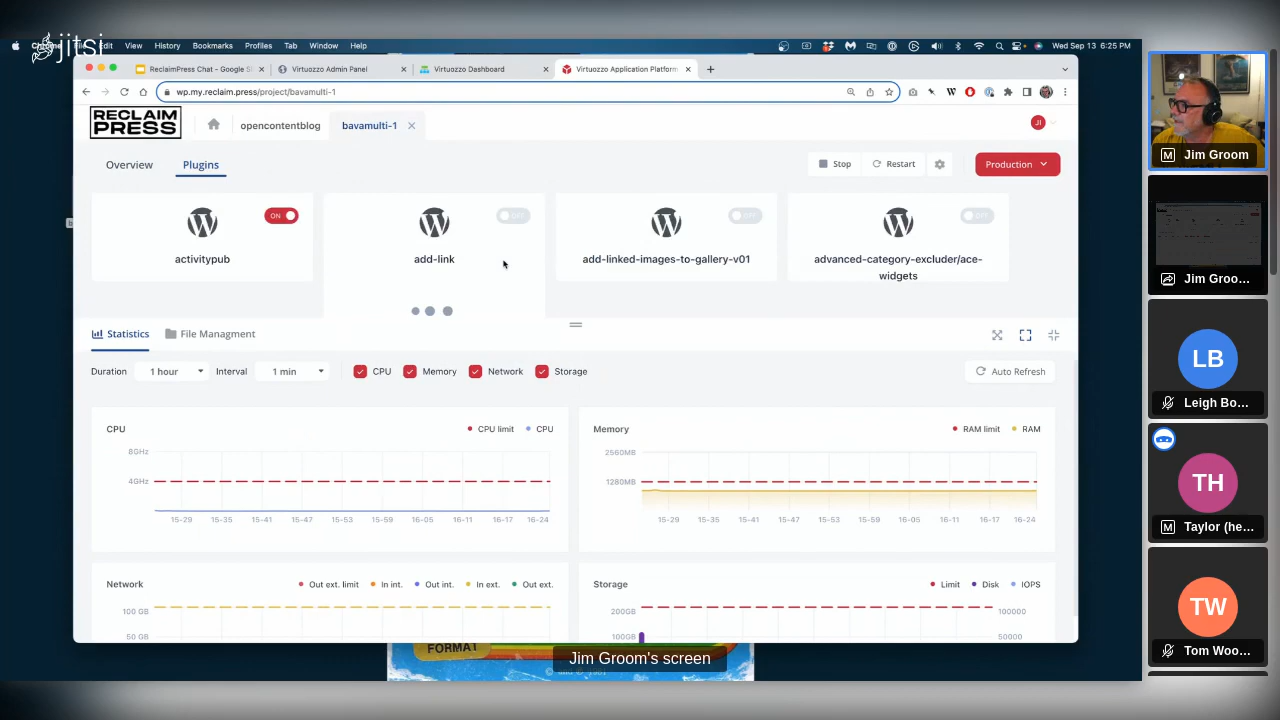 jitsi
Chrome
Edit View History Bookmarks Profiles Tab Window Help
Wed Sep 13 6:25 PM
ReclaimPress Chat - Google S
Virtuozzo Admin Panel
Virtuozzo Dashboard
Virtuozzo Application Platform
wp.my.reclaim.press/project/bavamulti-1
RECLAIM
PRESS
opencontentblog
bavamulti-1
JI
Overview
Plugins
Stop
Restart
Production
ON
OFF
OFF
OFF
activitypub
add-link
add-linked-images-to-gallery-v01
advanced-category-excluder/ace-
widgets
Statistics
File Managment
Duration
1 hour
Interval
1 min
CPU
Memory
Network
Storage
Auto Refresh
CPU
CPU limit
CPU
8GHz
4GHz
15-29 15-35 15-41 15-47 15-53 15-59 16-05 16-11 16-17 16-24
Memory
RAM limit
RAM
2560MB
1280MB
15-29 15-35 15-41 15-47 15-53 15-59 16-05 16-11 16-17 16-24
Network
Out ext. limit
In int.
Out int.
In ext.
Out ext.
100 GB
50 GB
Storage
Limit
Disk
IOPS
200GB
100000
100GB
50000
FORMAT
Jim Groom's screen
M
Jim Groom
Jim Groo...
LB
Leigh Bo...
TH
M
Taylor (he...
TW
Tom Woo...